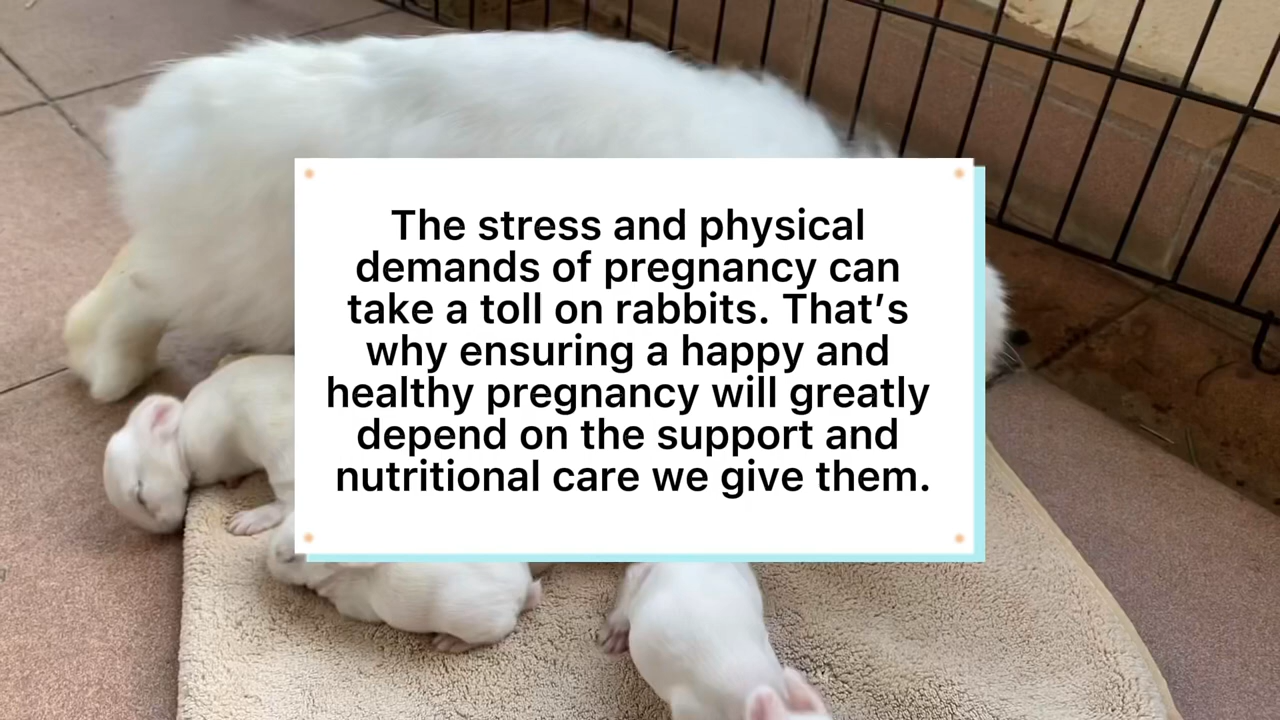 The stress and physical
demands of pregnancy can
take a toll on rabbits. That’s
why ensuring a happy and
healthy pregnancy will greatly
depend on the support and
nutritional care we give them.